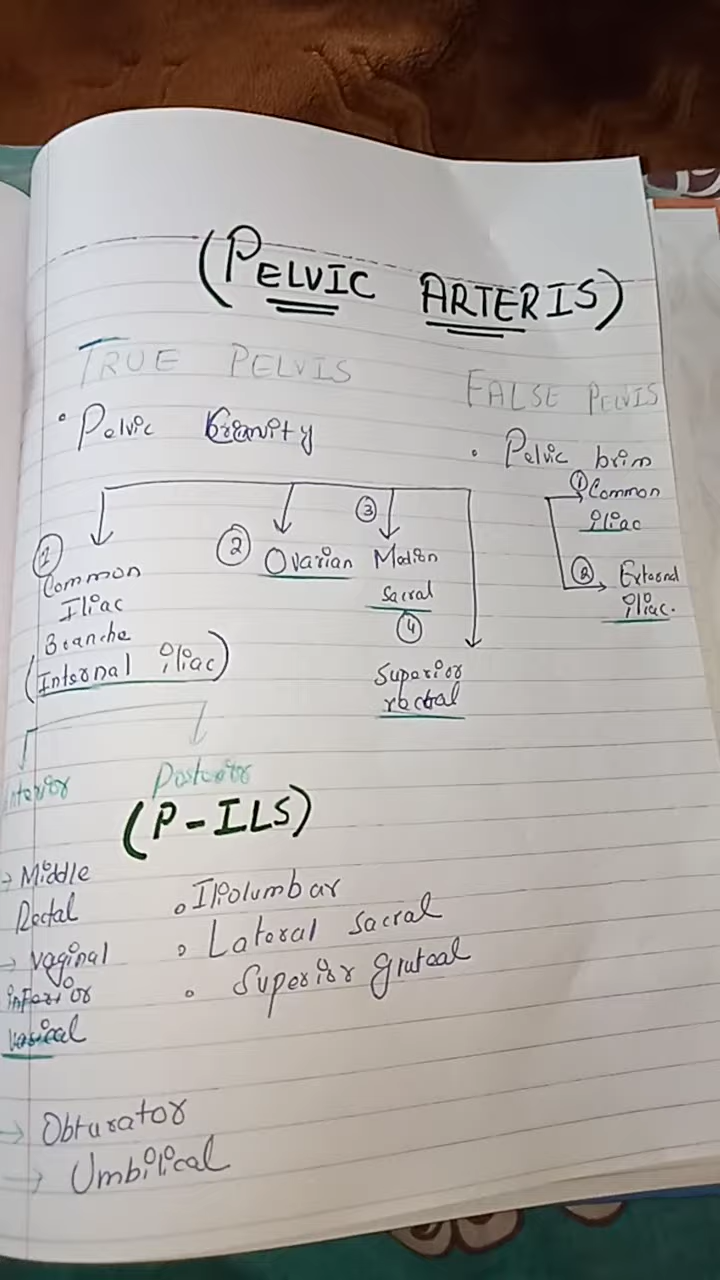 (PELVIC ARTERIS)
TRUE PELVIS
• Pelvic
① Common
Iliac
Branche
(Internal iliac)
② Ovarian
③ Median
Sacral
④
Superior
rectal
FALSE PELVIS
• Pelvic brim
① Common
iliac
② External
iliac.
nterior
Posterior
(P-ILS)
→ Middle
Rectal
→ vaginal
inferior
vesical
→ Obturator
→ Umbilical
• Iliolumbar
• Lateral Sacral
• Superior gluteal